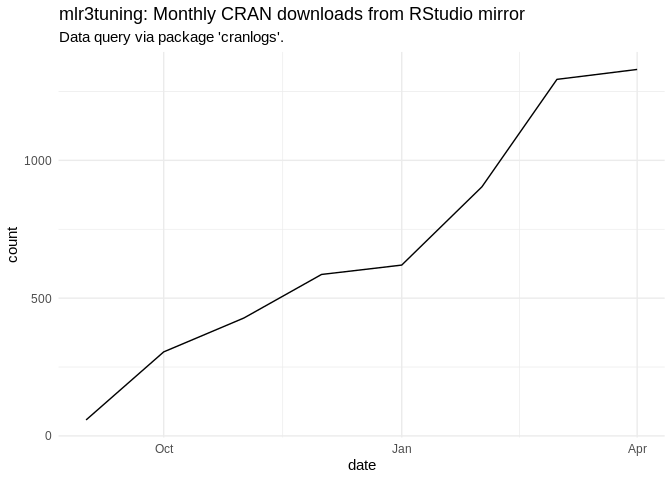 mlr3tuning: Monthly CRAN downloads from RStudio mirror
Data query via package 'cranlogs'.
1000
500
0
count
Oct
Jan
Apr
date